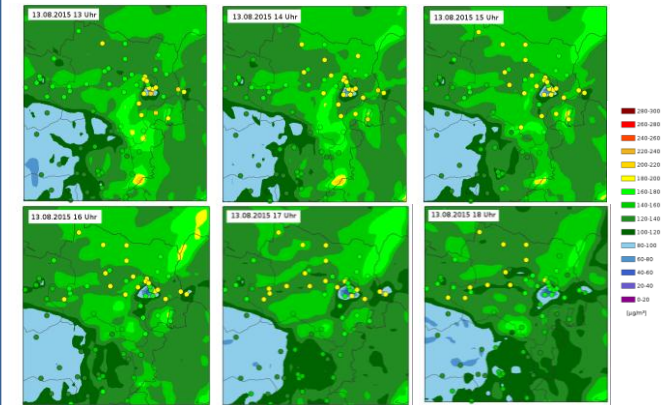 13.08.2015 13 Uhr
13.08.2015 14 Uhr
13.08.2015 15 Uhr
13.08.2015 16 Uhr
13.08.2015 17 Uhr
13.08.2015 18 Uhr
280-300
260-280
240-260
220-240
200-220
180-200
160-180
140-160
120-140
100-120
80-100
60-80
40-60
20-40
0-20
[µg/m³]